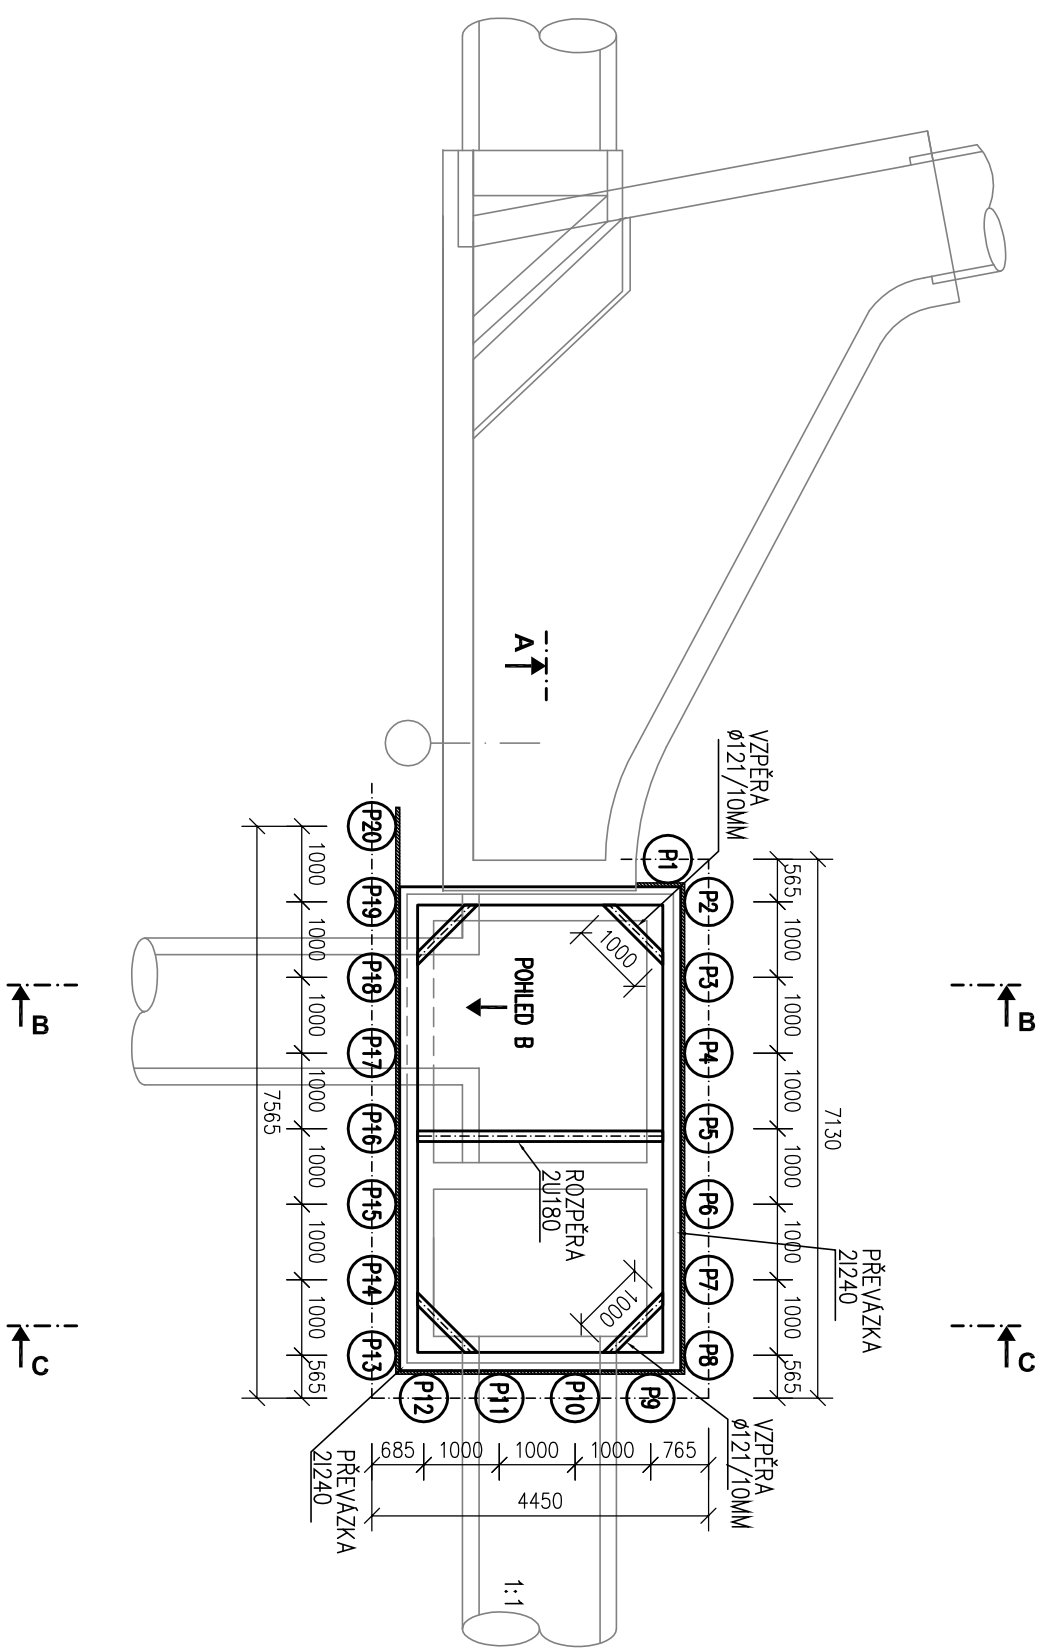 A
VZPĚRA
ø121/10MM
P1
P2
P3
P4
P5
P6
P7
P8
565
1000
1000
1000
1000
1000
1000
565
7130
P20
P19
P18
P17
P16
P15
P14
P13
1000
1000
1000
1000
1000
1000
1000
565
7565
1000
POHLED B
B
B
ROZPĚRA
2U180
PŘEVÁZKA
2I240
1000
C
C
P12
P11
P10
P9
685
1000
1000
1000
765
4450
VZPĚRA
ø121/10MM
PŘEVÁZKA
2I240
1:1